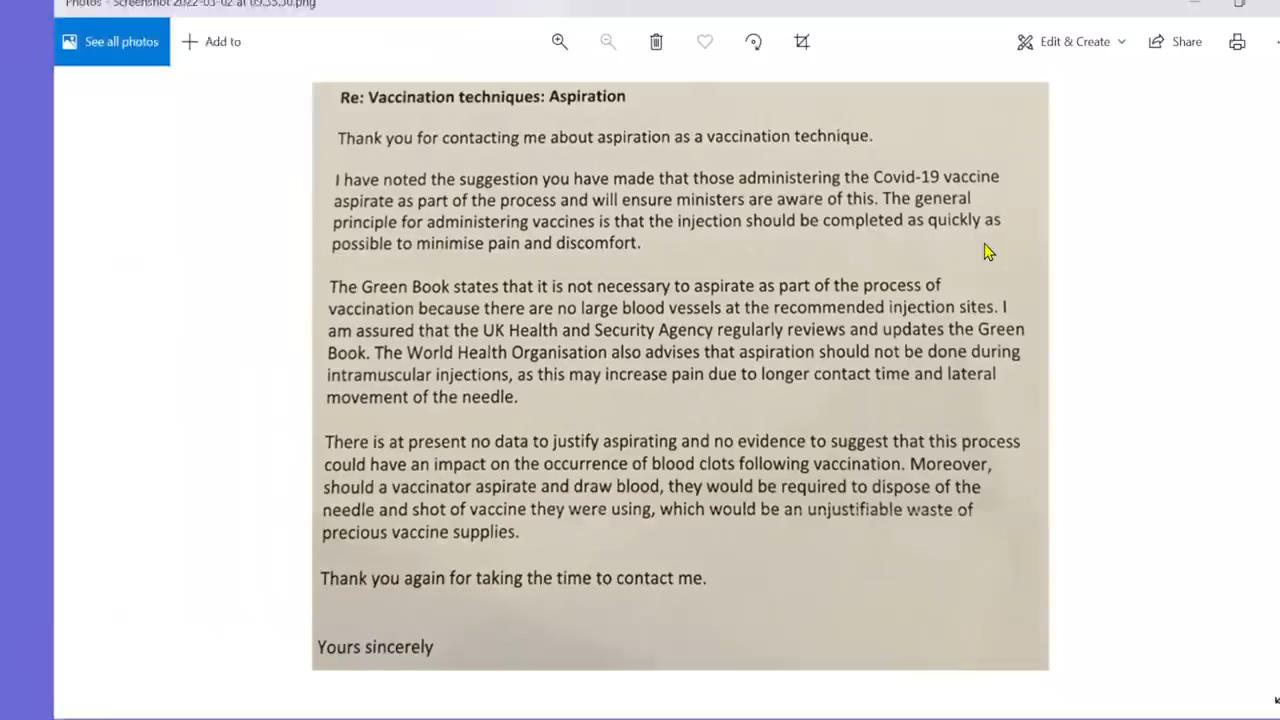 Photos - Screenshot 2022-03-02 at 09.33.30.png
See all photos
Add to
Edit & Create
Share
Re: Vaccination techniques: Aspiration
Thank you for contacting me about aspiration as a vaccination technique.
I have noted the suggestion you have made that those administering the Covid-19 vaccine
aspirate as part of the process and will ensure ministers are aware of this. The general
principle for administering vaccines is that the injection should be completed as quickly as
possible to minimise pain and discomfort.
The Green Book states that it is not necessary to aspirate as part of the process of
vaccination because there are no large blood vessels at the recommended injection sites. I
am assured that the UK Health and Security Agency regularly reviews and updates the Green
Book. The World Health Organisation also advises that aspiration should not be done during
intramuscular injections, as this may increase pain due to longer contact time and lateral
movement of the needle.
There is at present no data to justify aspirating and no evidence to suggest that this process
could have an impact on the occurrence of blood clots following vaccination. Moreover,
should a vaccinator aspirate and draw blood, they would be required to dispose of the
needle and shot of vaccine they were using, which would be an unjustifiable waste of
precious vaccine supplies.
Thank you again for taking the time to contact me.
Yours sincerely